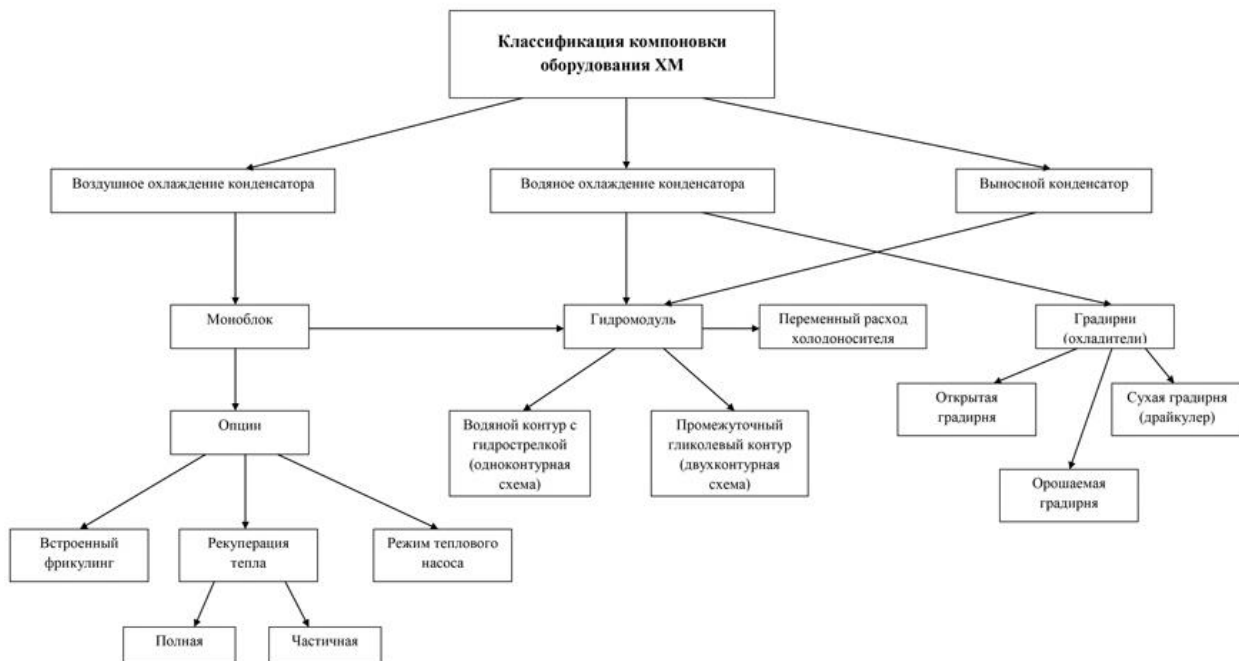 Классификация компоновки
оборудования ХМ
Воздушное охлаждение конденсатора
Водяное охлаждение конденсатора
Выносной конденсатор
Моноблок
Гидромодуль
Переменный расход
холодоносителя
Градирни
(охладители)
Опции
Водяной контур с
гидрострелкой
(одноконтурная
схема)
Промежуточный
гликолевый контур
(двухконтурная
схема)
Открытая
градирня
Сухая градирня
(драйкулер)
Орошаемая
градирня
Встроенный
фрикулинг
Рекуперация
тепла
Режим теплового
насоса
Полная
Частичная